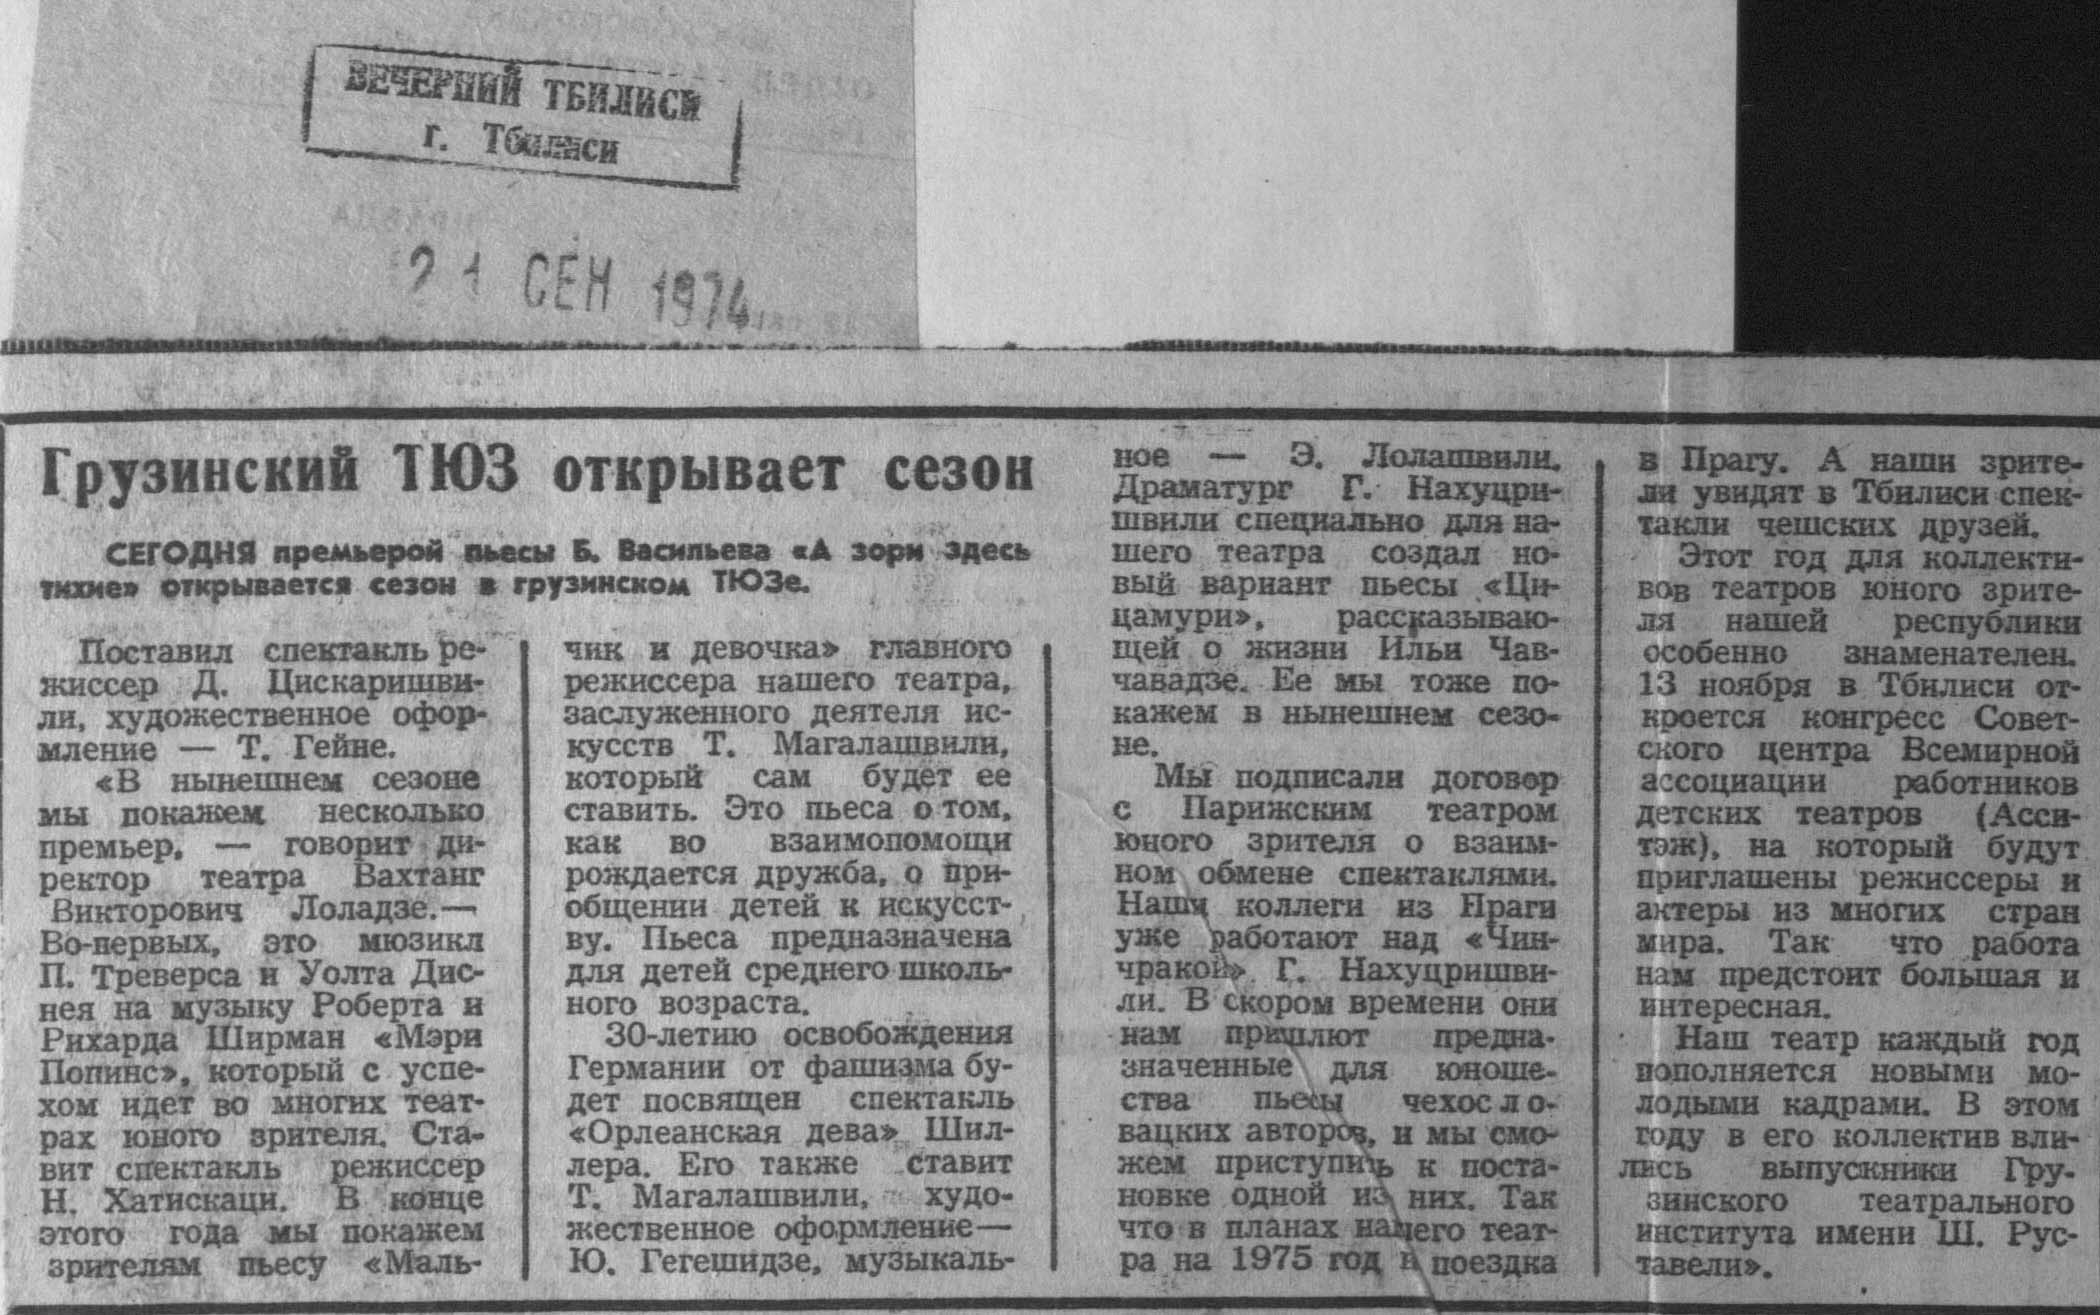 ВЕЧЕРНИЙ ТБИЛИСИ
г. Тбилиси
21 СЕН 1974
Грузинский ТЮЗ открывает сезон
СЕГОДНЯ премьерой пьесы Б. Васильева «А зори здесь
тихие» открывается сезон в грузинском ТЮЗе.
Поставил спектакль ре-
жиссер Д. Цискаришви-
ли, художественное офор-
мление — Т. Гейне.
«В нынешнем сезоне
мы покажем несколько
премьер, — говорит ди-
ректор театра Вахтанг
Викторович Лоладзе.—
Во-первых, это мюзикл
П. Треверса и Уолта Дис-
нея на музыку Роберта и
Рихарда Ширман «Мэри
Попинс», который с успе-
хом идет во многих теат-
рах юного зрителя. Ста-
вит спектакль режиссер
Н. Хатискаци. В конце
этого года мы покажем
зрителям пьесу «Маль-
чик и девочка» главного
режиссера нашего театра,
заслуженного деятеля ис-
кусств Т. Магалашвили,
который сам будет ее
ставить. Это пьеса о том,
как во взаимопомощи
рождается дружба, о при-
общении детей к искусст-
ву. Пьеса предназначена
для детей среднего школь-
ного возраста.
30-летию освобождения
Германии от фашизма бу-
дет посвящен спектакль
«Орлеанская дева» Шил-
лера. Его также ставит
Т. Магалашвили, худо-
жественное оформление—
Ю. Гегешидзе, музыкаль-
ное — Э. Лолашвили.
Драматург Г. Нахуцри-
швили специально для на-
шего театра создал но-
вый вариант пьесы «Ци-
цамури», рассказываю-
щей о жизни Ильи Чав-
чавадзе. Ее мы тоже по-
кажем в нынешнем сезо-
не.
Мы подписали договор
с Парижским театром
юного зрителя о взаим-
ном обмене спектаклями.
Наши коллеги из Праги
уже работают над «Чин-
чракой» Г. Нахуцришви-
ли. В скором времени они
нам пришлют предна-
значенные для юноше-
ства пьесы чехосло-
вацких авторов, и мы смо-
жем приступить к поста-
новке одной из них. Так
что в планах нашего теат-
ра на 1975 год и поездка
в Прагу. А наши зрите-
ли увидят в Тбилиси спек-
такли чешских друзей.
Этот год для коллекти-
вов театров юного зрите-
ля нашей республики
особенно знаменателен.
13 ноября в Тбилиси от-
кроется конгресс Совет-
ского центра Всемирной
ассоциации работников
детских театров (Асси-
тэж), на который будут
приглашены режиссеры и
актеры из многих стран
мира. Так что работа
нам предстоит большая и
интересная.
Наш театр каждый год
пополняется новыми мо-
лодыми кадрами. В этом
году в его коллектив вли-
лись выпускники Гру-
зинского театрального
института имени Ш. Рус-
тавели».